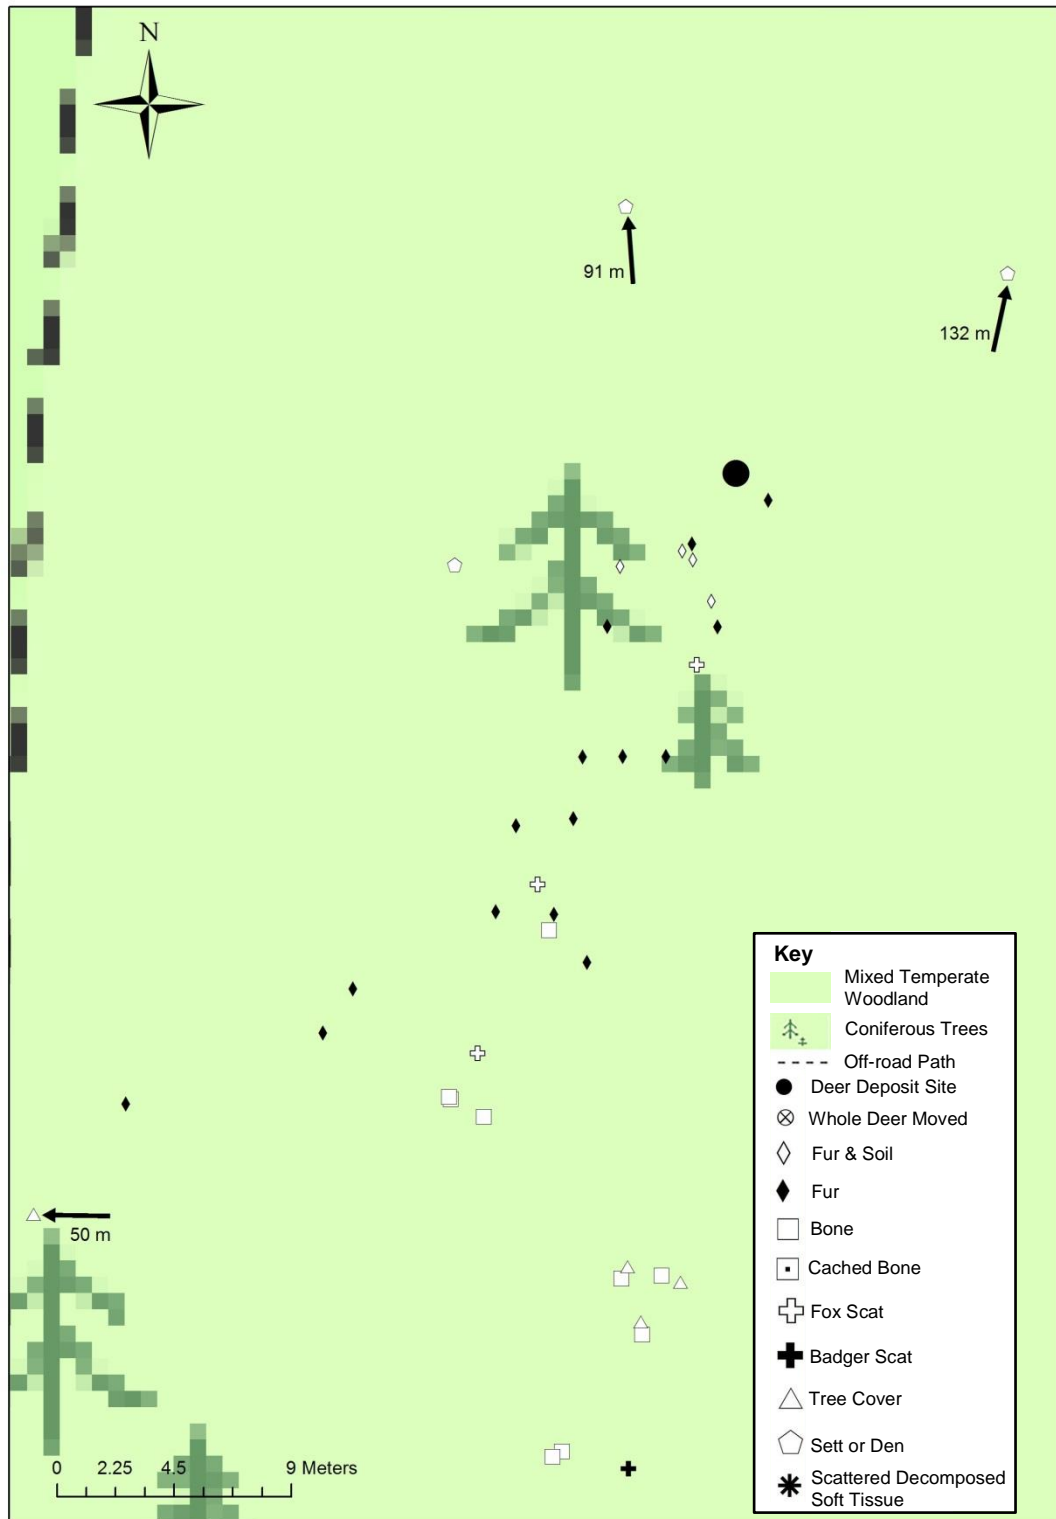 N
91 m
132 m
50 m
0 2.25 4.5 9 Meters
Key
Mixed Temperate
Woodland
Coniferous Trees
Off-road Path
Deer Deposit Site
Whole Deer Moved
Fur & Soil
Fur
Bone
Cached Bone
Fox Scat
Badger Scat
Tree Cover
Sett or Den
Scattered Decomposed
Soft Tissue